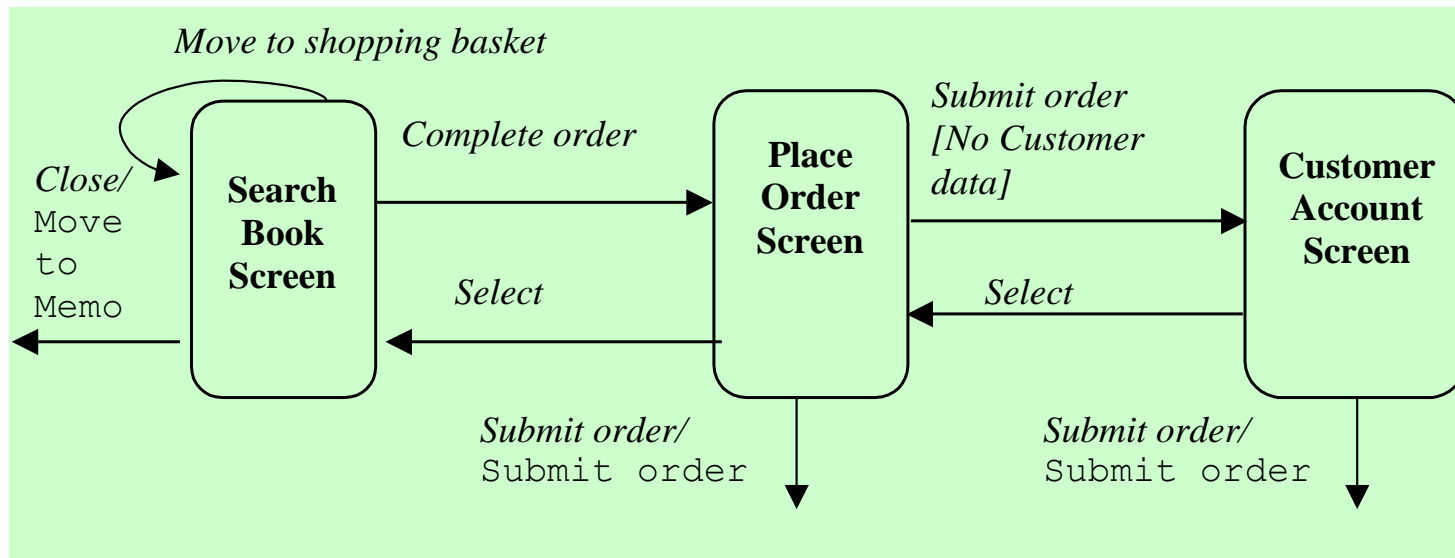 Move to shopping basket
Close/
Move
to
Memo
Search
Book
Screen
Complete order
Select
Place
Order
Screen
Submit order/
Submit order
Submit order
[No Customer
data]
Select
Customer
Account
Screen
Submit order/
Submit order